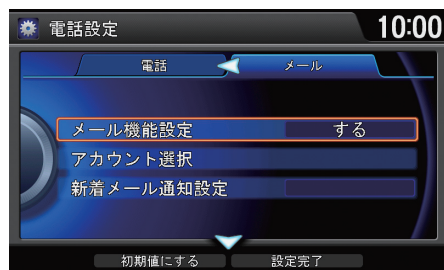 電話設定
10:00
電話
メール
メール機能設定
する
アカウント選択
新着メール通知設定
初期値にする
設定完了